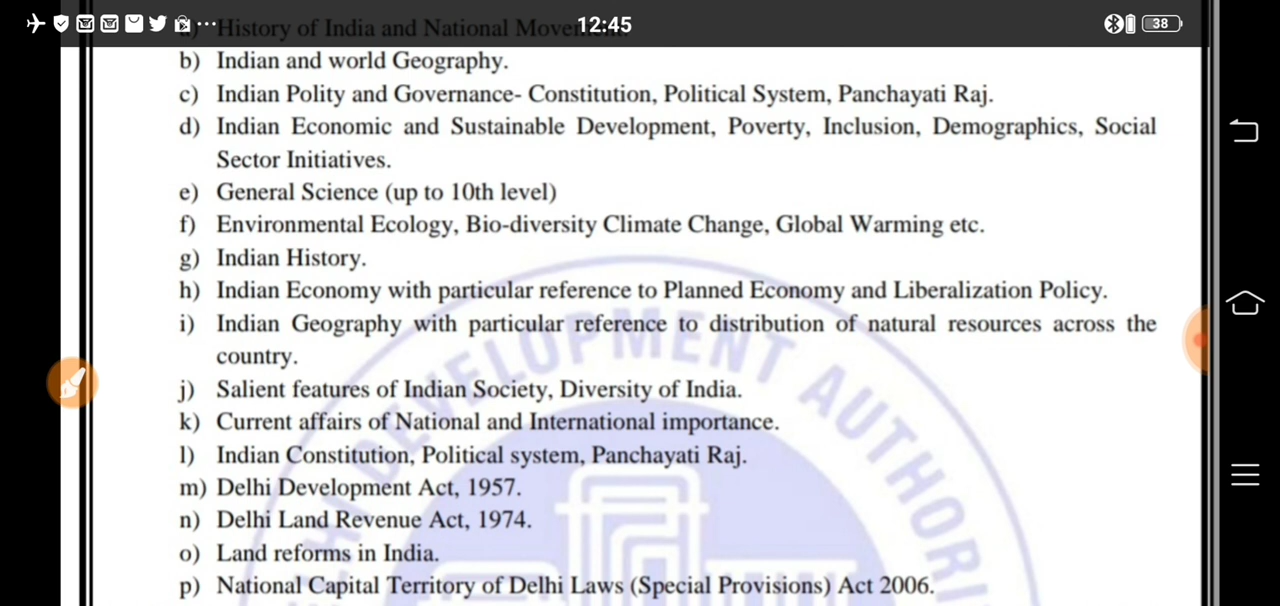 12:45
38
a) History of India and National Movem
b) Indian and world Geography.
c) Indian Polity and Governance- Constitution, Political System, Panchayati Raj.
d) Indian Economic and Sustainable Development, Poverty, Inclusion, Demographics, Social
Sector Initiatives.
e) General Science (up to 10th level)
f) Environmental Ecology, Bio-diversity Climate Change, Global Warming etc.
g) Indian History.
h) Indian Economy with particular reference to Planned Economy and Liberalization Policy.
i) Indian Geography with particular reference to distribution of natural resources across the
country.
j) Salient features of Indian Society, Diversity of India.
k) Current affairs of National and International importance.
l) Indian Constitution, Political system, Panchayati Raj.
m) Delhi Development Act, 1957.
n) Delhi Land Revenue Act, 1974.
o) Land reforms in India.
p) National Capital Territory of Delhi Laws (Special Provisions) Act 2006.
HI DEVELOPMENT AUTHORI